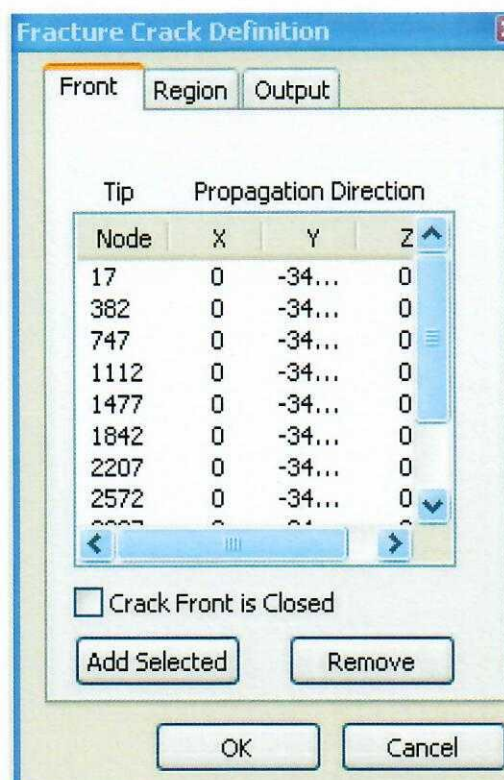 Fracture Crack Definition
Front Region Output
Tip Propagation Direction
Node X Y Z
17 0 -34... 0
382 0 -34... 0
747 0 -34... 0
1112 0 -34... 0
1477 0 -34... 0
1842 0 -34... 0
2207 0 -34... 0
2572 0 -34... 0
Crack Front is Closed
Add Selected Remove
OK Cancel